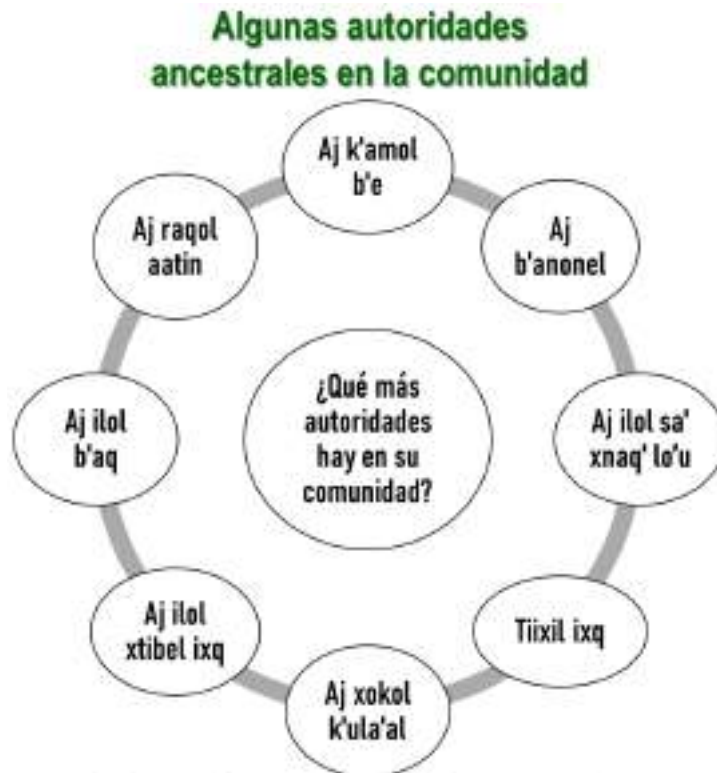 Algunas autoridades
ancestrales en la comunidad
Aj k'amol
b'e
Aj
b'anonel
Aj ilol sa'
xnaq' lo'u
Tiixil ixq
Aj xokol
k'ula'al
Aj ilol
xtibel ixq
Aj ilol
b'aq
Aj raqol
aatin
¿Qué más
autoridades
hay en su
comunidad?